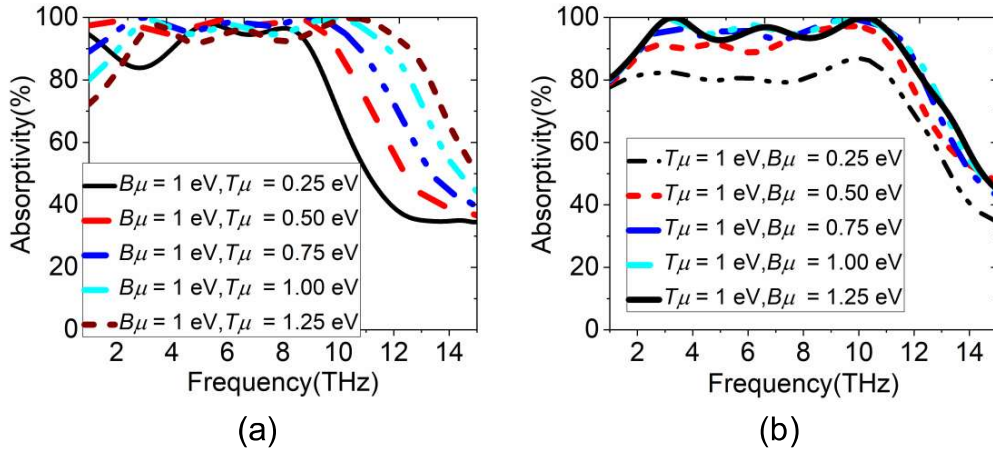 100
80
60
40
20
0
Absorptivity(%)
Bμ = 1 eV,Tμ = 0.25 eV
Bμ = 1 eV,Tμ = 0.50 eV
Bμ = 1 eV,Tμ = 0.75 eV
Bμ = 1 eV,Tμ = 1.00 eV
Bμ = 1 eV,Tμ = 1.25 eV
2 4 6 8 10 12 14
Frequency(THz)
(a)
100
80
60
40
20
0
Absorptivity(%)
Tμ = 1 eV,Bμ = 0.25 eV
Tμ = 1 eV,Bμ = 0.50 eV
Tμ = 1 eV,Bμ = 0.75 eV
Tμ = 1 eV,Bμ = 1.00 eV
Tμ = 1 eV,Bμ = 1.25 eV
2 4 6 8 10 12 14
Frequency(THz)
(b)